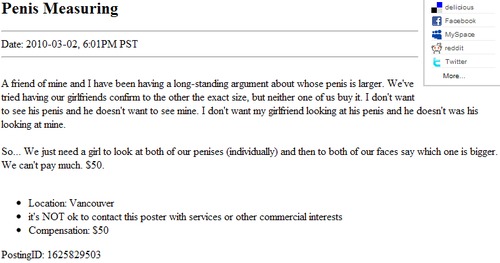 Penis Measuring
delicious
Facebook
MySpace
reddit
Twitter
More...
Date: 2010-03-02, 6:01PM PST
A friend of mine and I have been having a long-standing argument about whose penis is larger. We've
tried having our girlfriends confirm to the other the exact size, but neither one of us buy it. I don't want
to see his penis and he doesn't want to see mine. I don't want my girlfriend looking at his penis and he doesn't was his
looking at mine.
So... We just need a girl to look at both of our penises (individually) and then to both of our faces say which one is bigger.
We can't pay much. $50.
Location: Vancouver
it's NOT ok to contact this poster with services or other commercial interests
Compensation: $50
PostingID: 1625829503